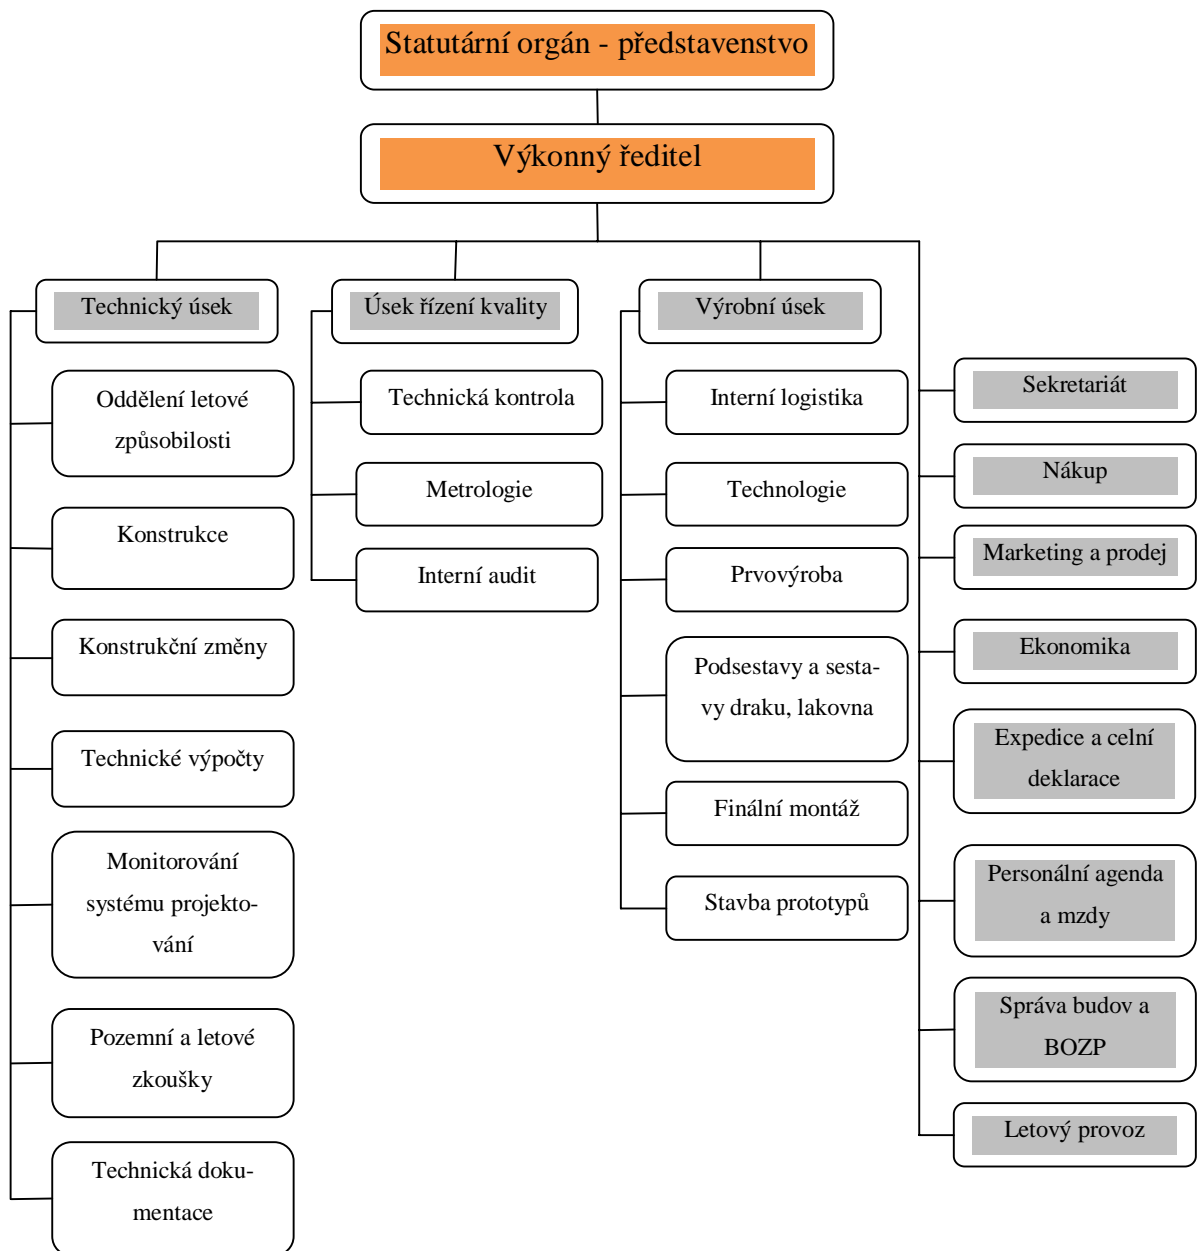 Statutární orgán - představenstvo
Výkonný ředitel
Technický úsek
Oddělení letové
způsobilosti
Konstrukce
Konstrukční změny
Technické výpočty
Monitorování
systému projekto-
vání
Pozemní a letové
zkoušky
Technická doku-
mentace
Úsek řízení kvality
Technická kontrola
Metrologie
Interní audit
Výrobní úsek
Interní logistika
Technologie
Prvovýroba
Podsestavy a sesta-
vy draku, lakovna
Finální montáž
Stavba prototypů
Sekretariát
Nákup
Marketing a prodej
Ekonomika
Expedice a celní
deklarace
Personální agenda
a mzdy
Správa budov a
BOZP
Letový provoz